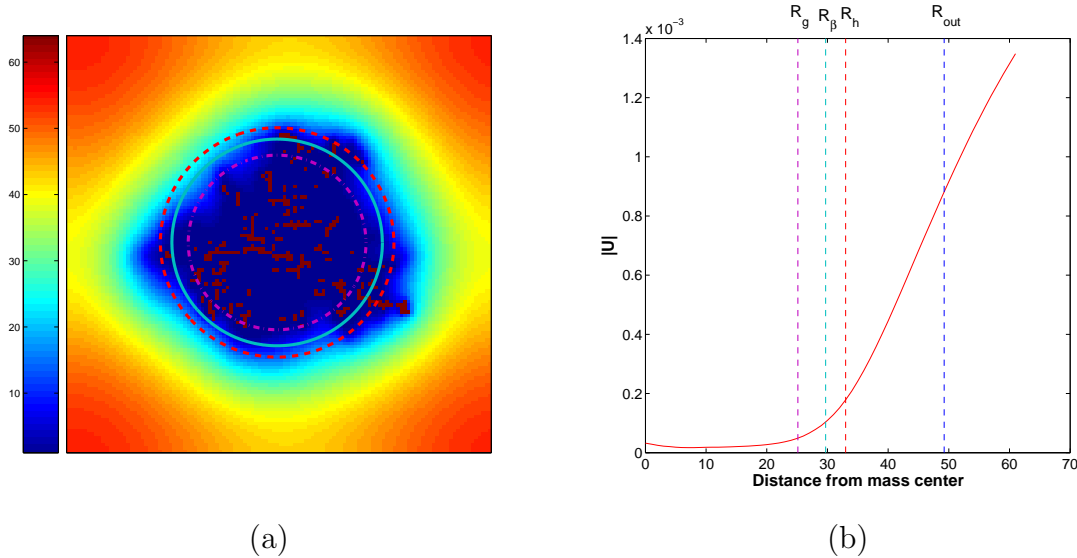 60
50
40
30
20
10
(a)
R_g R_β R_h R_out
x 10^-3
1.4
1.2
1
0.8
0.6
0.4
0.2
0
|U|
0 10 20 30 40 50 60 70
Distance from mass center
(b)